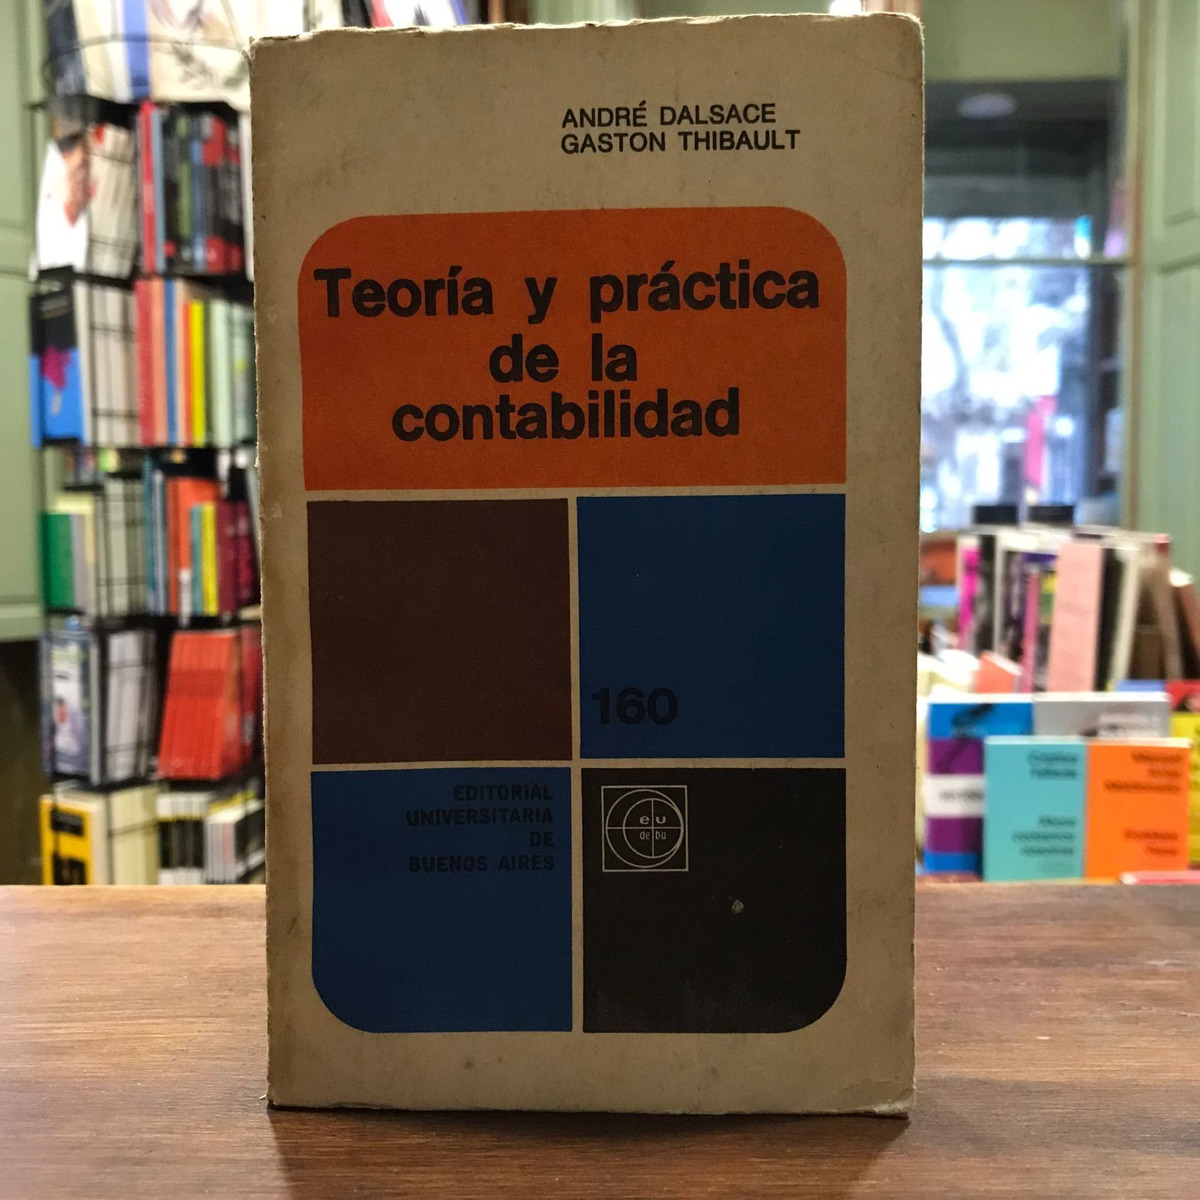 ANDRÉ DALSACE
GASTON THIBAULT
Teoría y práctica
de la
contabilidad
160
EDITORIAL
UNIVERSITARIA
DE
BUENOS AIRES
eu
de ba